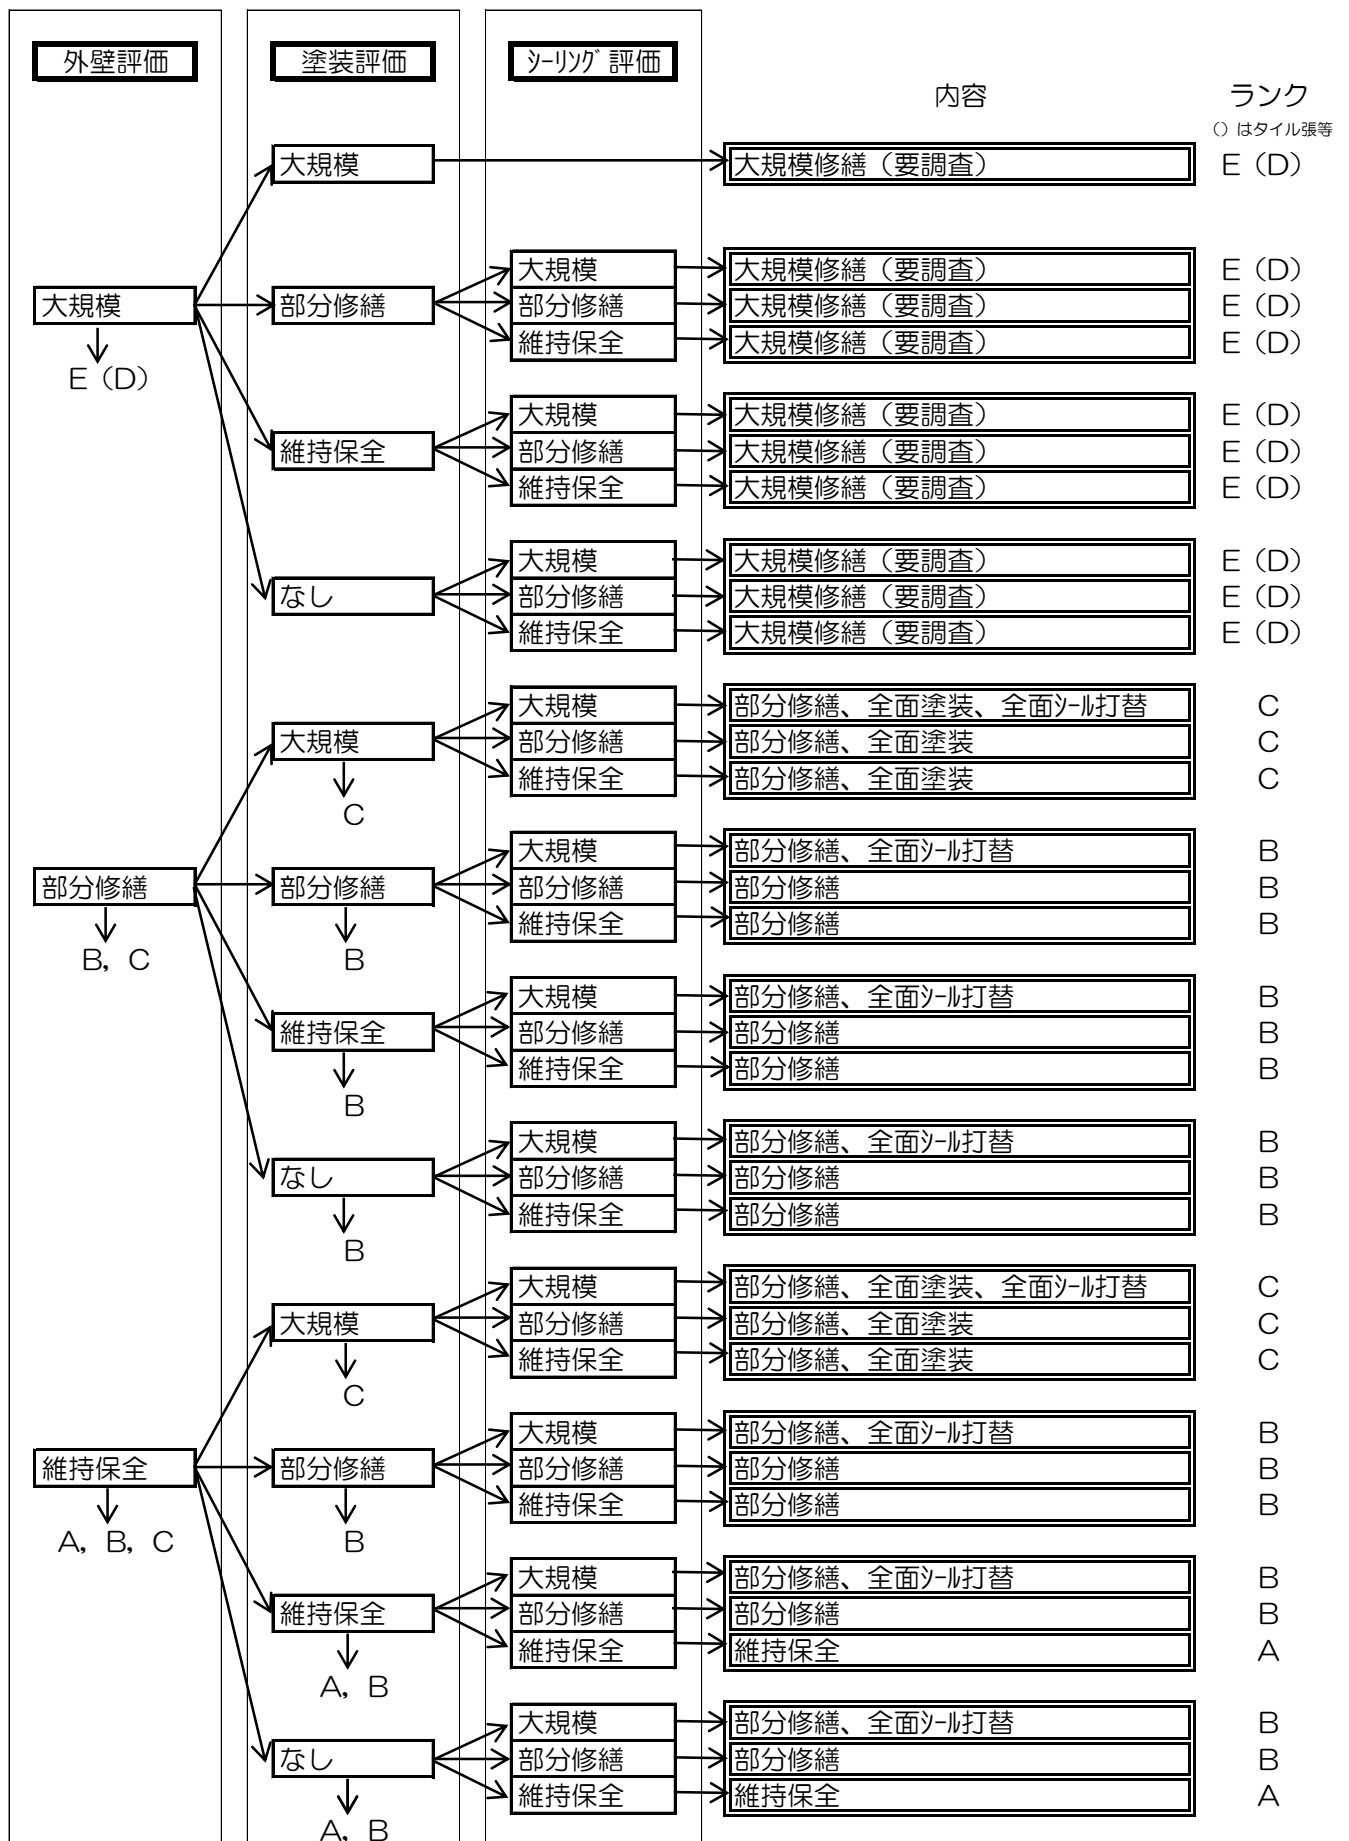 外壁評価 塗装評価 ｼｰﾘﾝｸﾞ評価
内容 ランク
() はタイル張等
大規模 大規模修繕（要調査） E（D）
大規模 大規模修繕（要調査） E（D）
大規模 部分修繕 部分修繕 大規模修繕（要調査） E（D）
維持保全 大規模修繕（要調査） E（D）
E（D）
大規模 大規模修繕（要調査） E（D）
維持保全 部分修繕 大規模修繕（要調査） E（D）
維持保全 大規模修繕（要調査） E（D）
大規模 大規模修繕（要調査） E（D）
なし 部分修繕 大規模修繕（要調査） E（D）
維持保全 大規模修繕（要調査） E（D）
大規模 部分修繕、全面塗装、全面ｼｰﾙ打替 C
大規模 部分修繕 部分修繕、全面塗装 C
維持保全 部分修繕、全面塗装 C
C
大規模 部分修繕、全面ｼｰﾙ打替 B
部分修繕 部分修繕 部分修繕 部分修繕 B
維持保全 部分修繕 B
B，C B
大規模 部分修繕、全面ｼｰﾙ打替 B
維持保全 部分修繕 部分修繕 B
維持保全 部分修繕 B
B
大規模 部分修繕、全面ｼｰﾙ打替 B
なし 部分修繕 部分修繕 B
維持保全 部分修繕 B
B
大規模 部分修繕、全面塗装、全面ｼｰﾙ打替 C
大規模 部分修繕 部分修繕、全面塗装 C
維持保全 部分修繕、全面塗装 C
C
大規模 部分修繕、全面ｼｰﾙ打替 B
維持保全 部分修繕 部分修繕 部分修繕 B
維持保全 部分修繕 B
A，B，C B
大規模 部分修繕、全面ｼｰﾙ打替 B
維持保全 部分修繕 部分修繕 B
維持保全 維持保全 A
A，B
大規模 部分修繕、全面ｼｰﾙ打替 B
なし 部分修繕 部分修繕 B
維持保全 維持保全 A
A，B